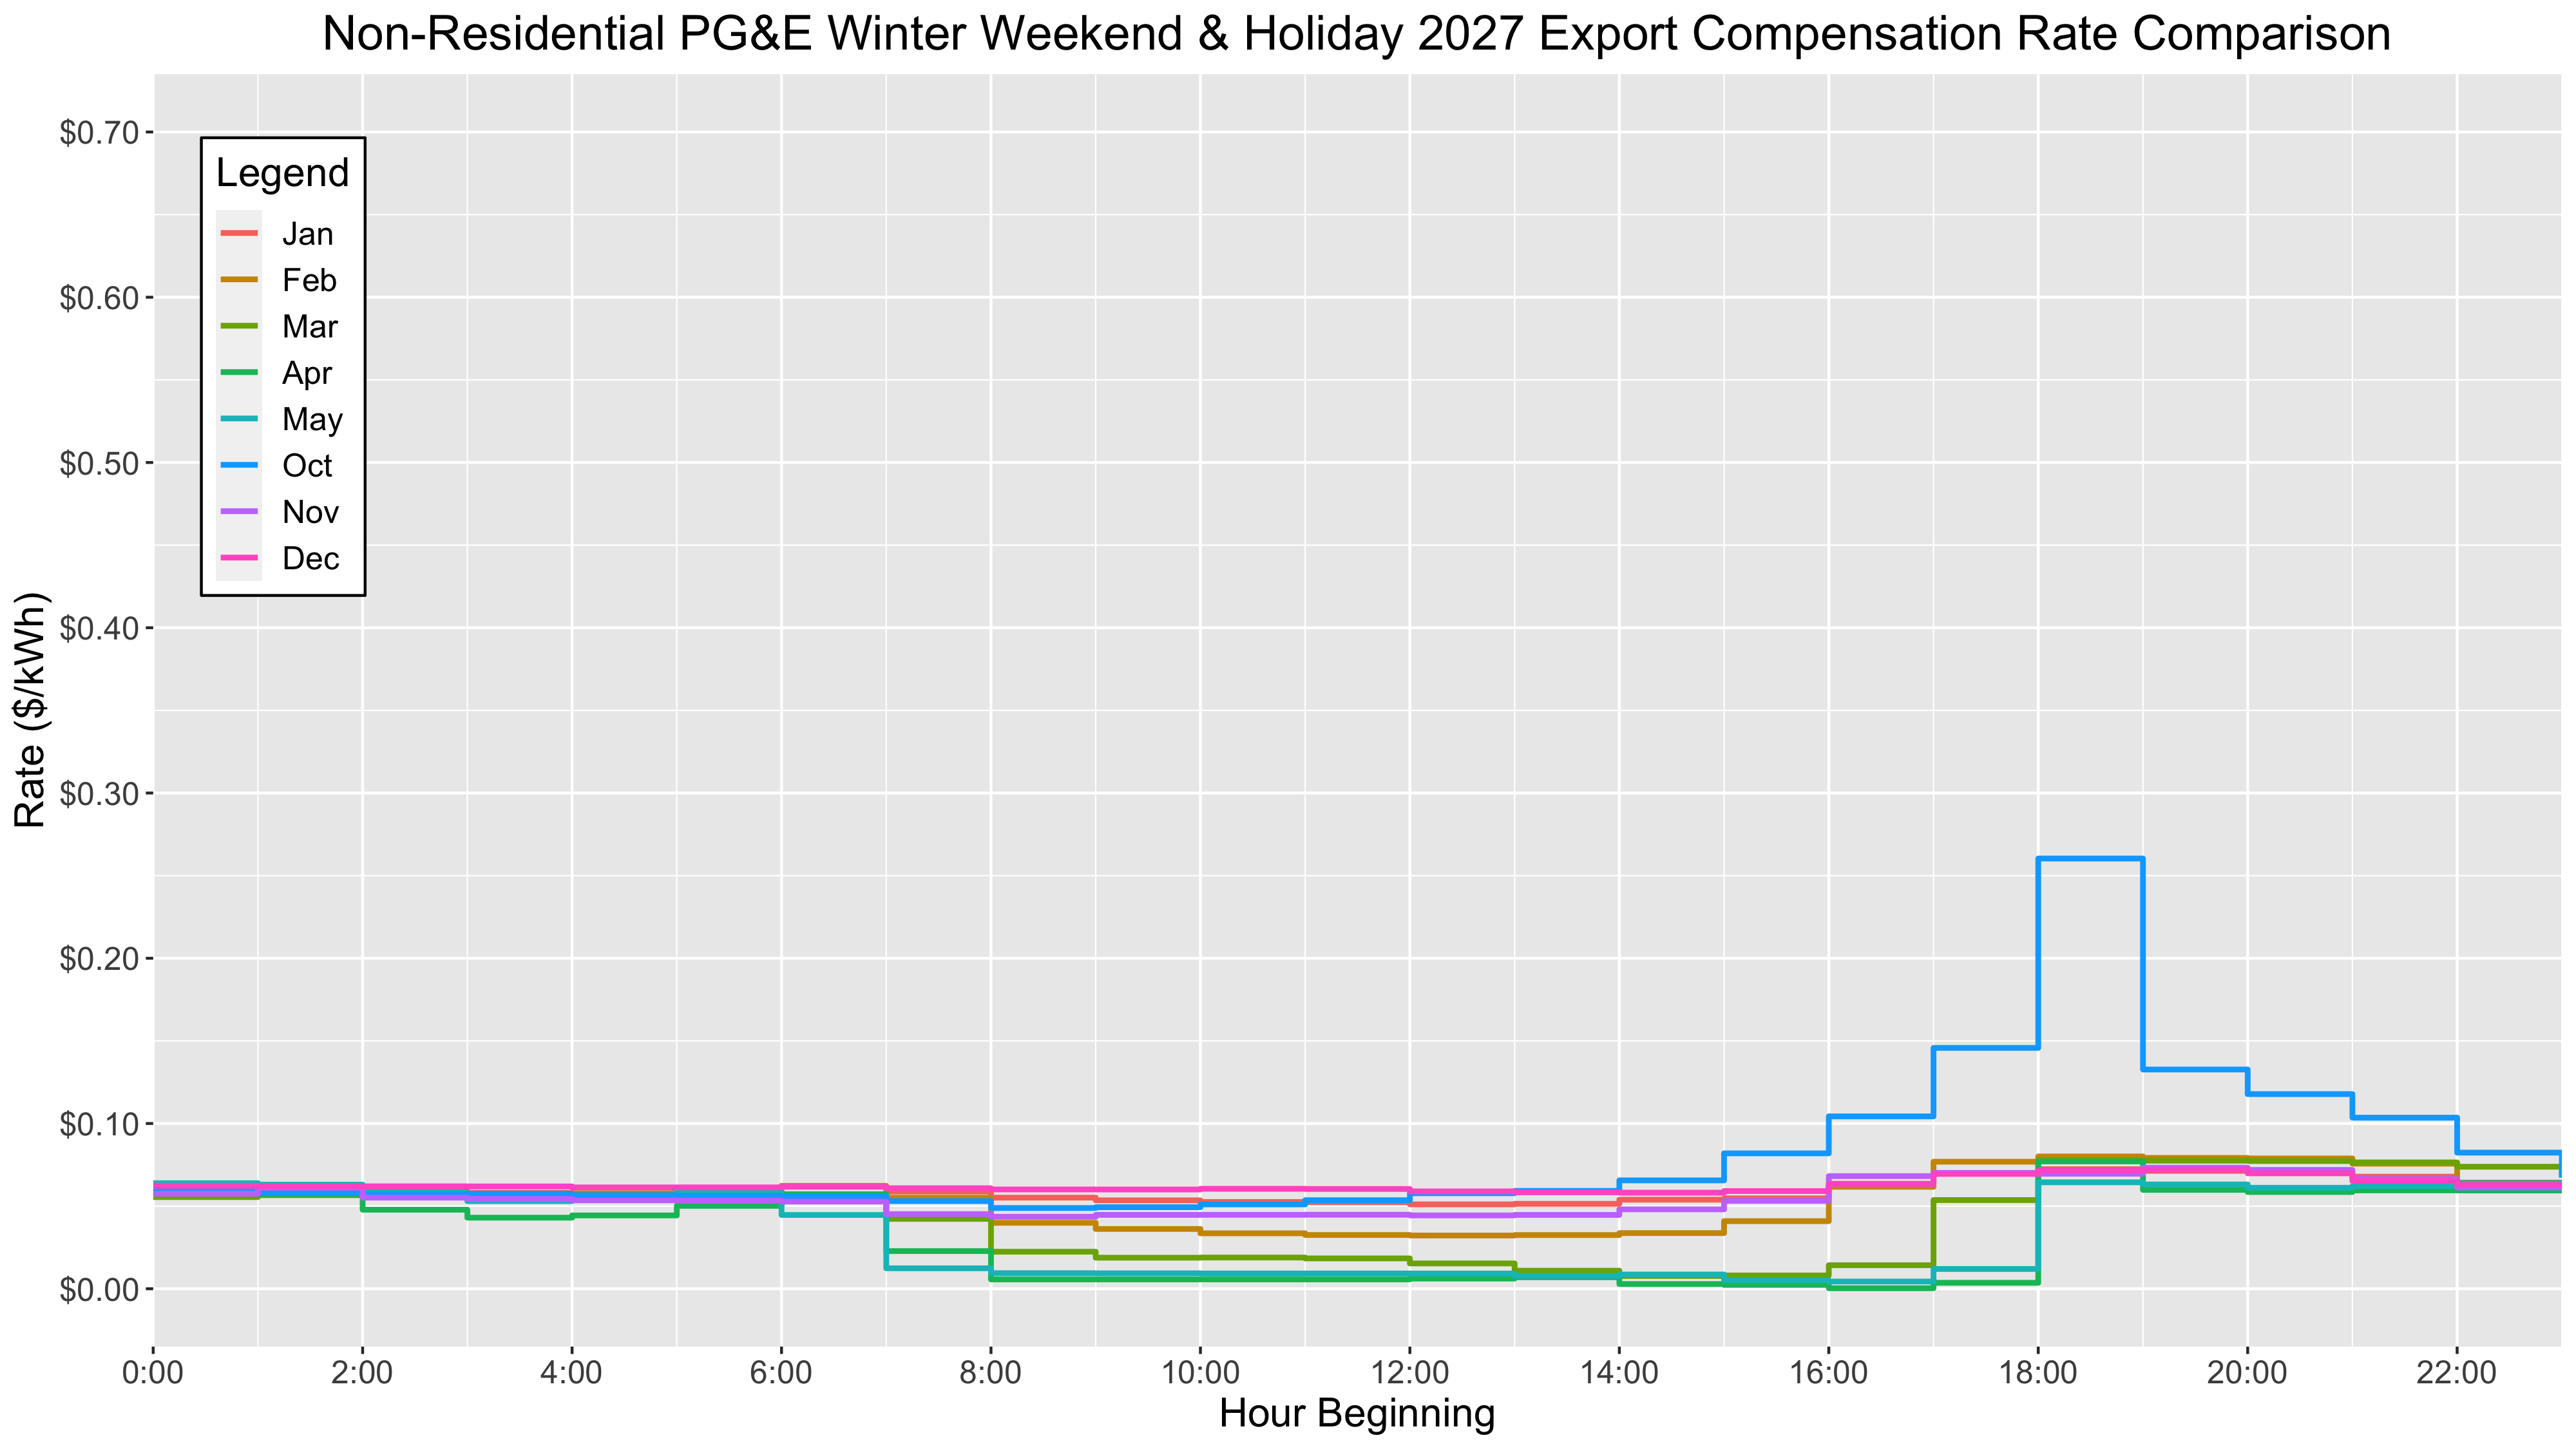 Non-Residential PG&E Winter Weekend & Holiday 2027 Export Compensation Rate Comparison
$0.70
$0.60
$0.50
$0.40
$0.30
$0.20
$0.10
$0.00
Rate ($/kWh)
Legend
Jan
Feb
Mar
Apr
May
Oct
Nov
Dec
0:00 2:00 4:00 6:00 8:00 10:00 12:00 14:00 16:00 18:00 20:00 22:00
Hour Beginning